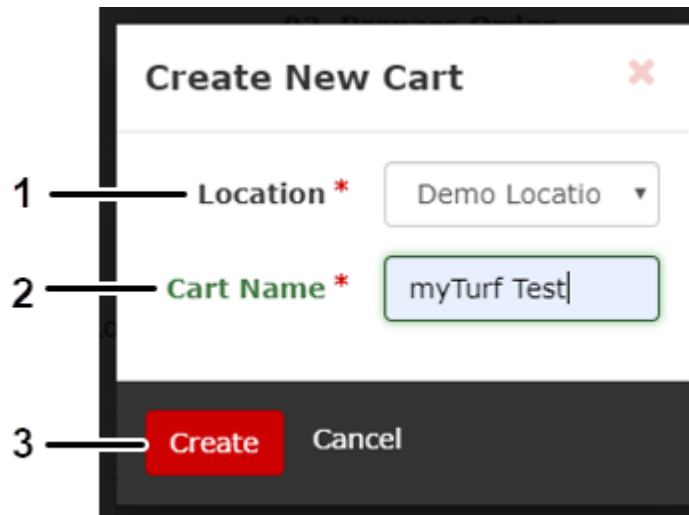 Create New Cart ×
1 Location * Demo Locatio
2 Cart Name * myTurf Test
3 Create Cancel